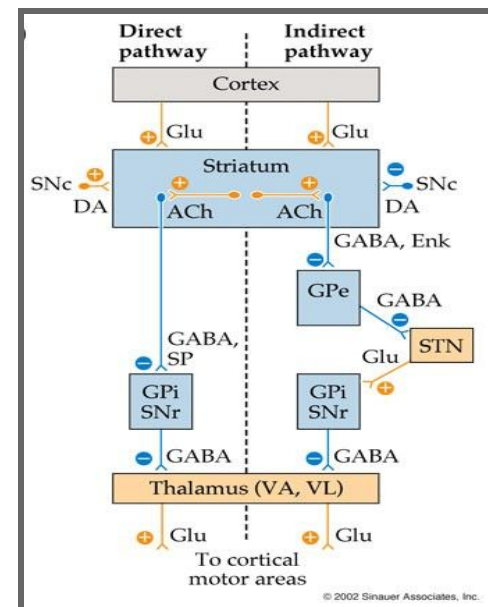 Direct pathway
Indirect pathway
Cortex
+ Glu
+ Glu
Striatum
SNc + DA
+ ACh
+ ACh
− SNc DA
GABA, Enk
−
GPe
GABA
−
STN
Glu
+
GABA, SP
−
GPi SNr
GPi SNr
− GABA
− GABA
Thalamus (VA, VL)
+ Glu
+ Glu
To cortical
motor areas
© 2002 Sinauer Associates, Inc.